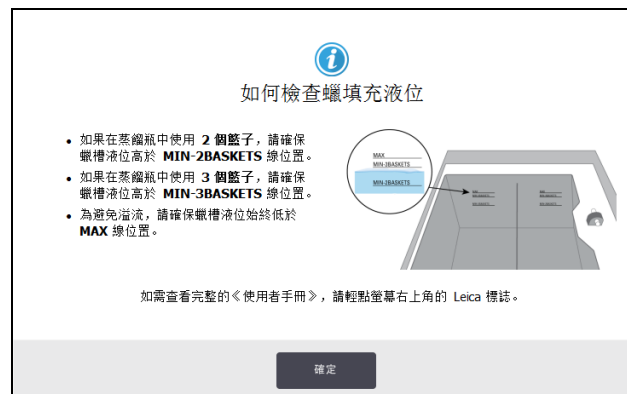 如何檢查蠟填充液位
如果在蒸餾瓶中使用 2 個籃子，請確保
蠟槽液位高於 MIN-2BASKETS 線位置。
如果在蒸餾瓶中使用 3 個籃子，請確保
蠟槽液位高於 MIN-3BASKETS 線位置。
為避免溢流，請確保蠟槽液位始終低於
MAX 線位置。
MAX
MIN-3BASKETS
MIN-2BASKETS
如需查看完整的《使用者手冊》，請輕點螢幕右上角的 Leica 標誌。
確定